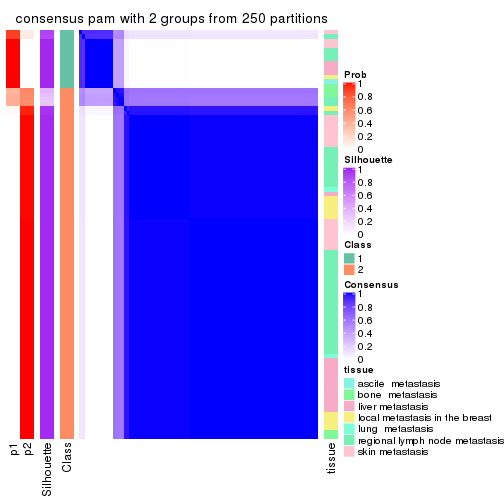 consensus pam with 2 groups from 250 partitions
Prob
1
0.8
0.6
0.4
0.2
0
Silhouette
1
0.8
0.6
0.4
0.2
0
Class
1
2
Consensus
1
0.8
0.6
0.4
0.2
0
tissue
ascite metastasis
bone metastasis
liver metastasis
local metastasis in the breast
lung metastasis
regional lymph node metastasis
skin metastasis
p1
p2
Silhouette
Class
tissue